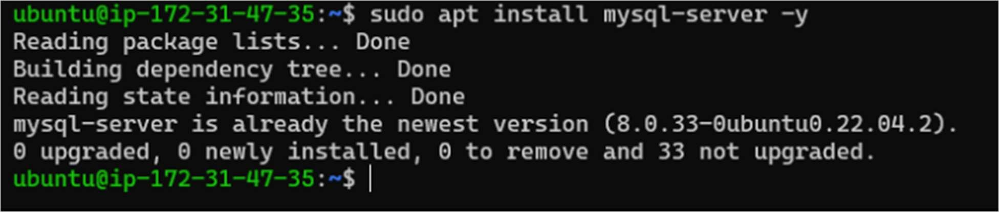 ubuntu@ip-172-31-47-35:~$ sudo apt install mysql-server -y
Reading package lists... Done
Building dependency tree... Done
Reading state information... Done
mysql-server is already the newest version (8.0.33-0ubuntu0.22.04.2).
0 upgraded, 0 newly installed, 0 to remove and 33 not upgraded.
ubuntu@ip-172-31-47-35:~$